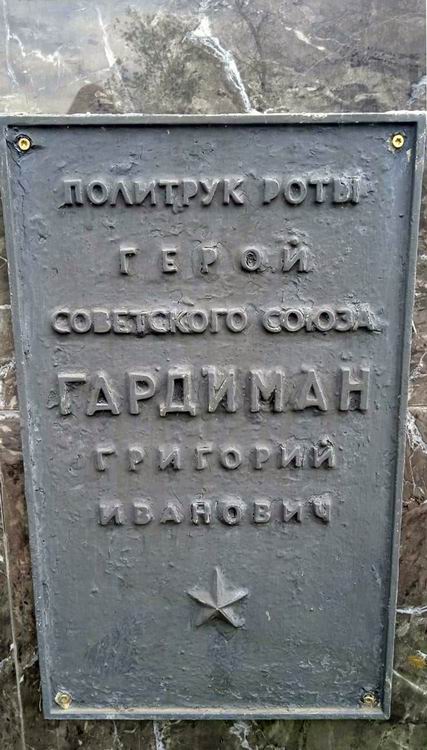 ПОЛИТРУК РОТЫ
ГЕРОЙ
СОВЕТСКОГО СОЮЗА
ГАРДИМАН
ГРИГОРИЙ
ИВАНОВИЧ